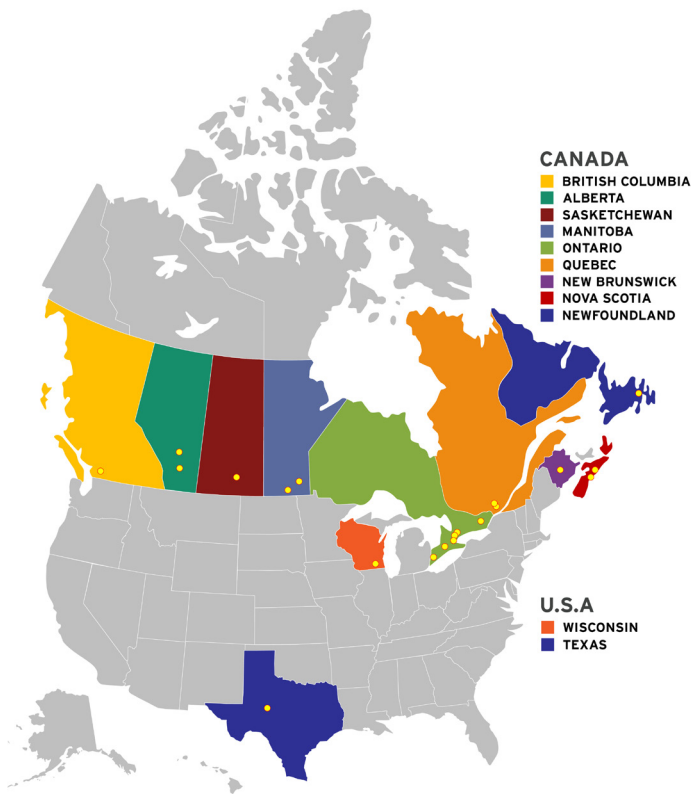 CANADA
BRITISH COLUMBIA
ALBERTA
SASKETCHEWAN
MANITOBA
ONTARIO
QUEBEC
NEW BRUNSWICK
NOVA SCOTIA
NEWFOUNDLAND
U.S.A
WISCONSIN
TEXAS